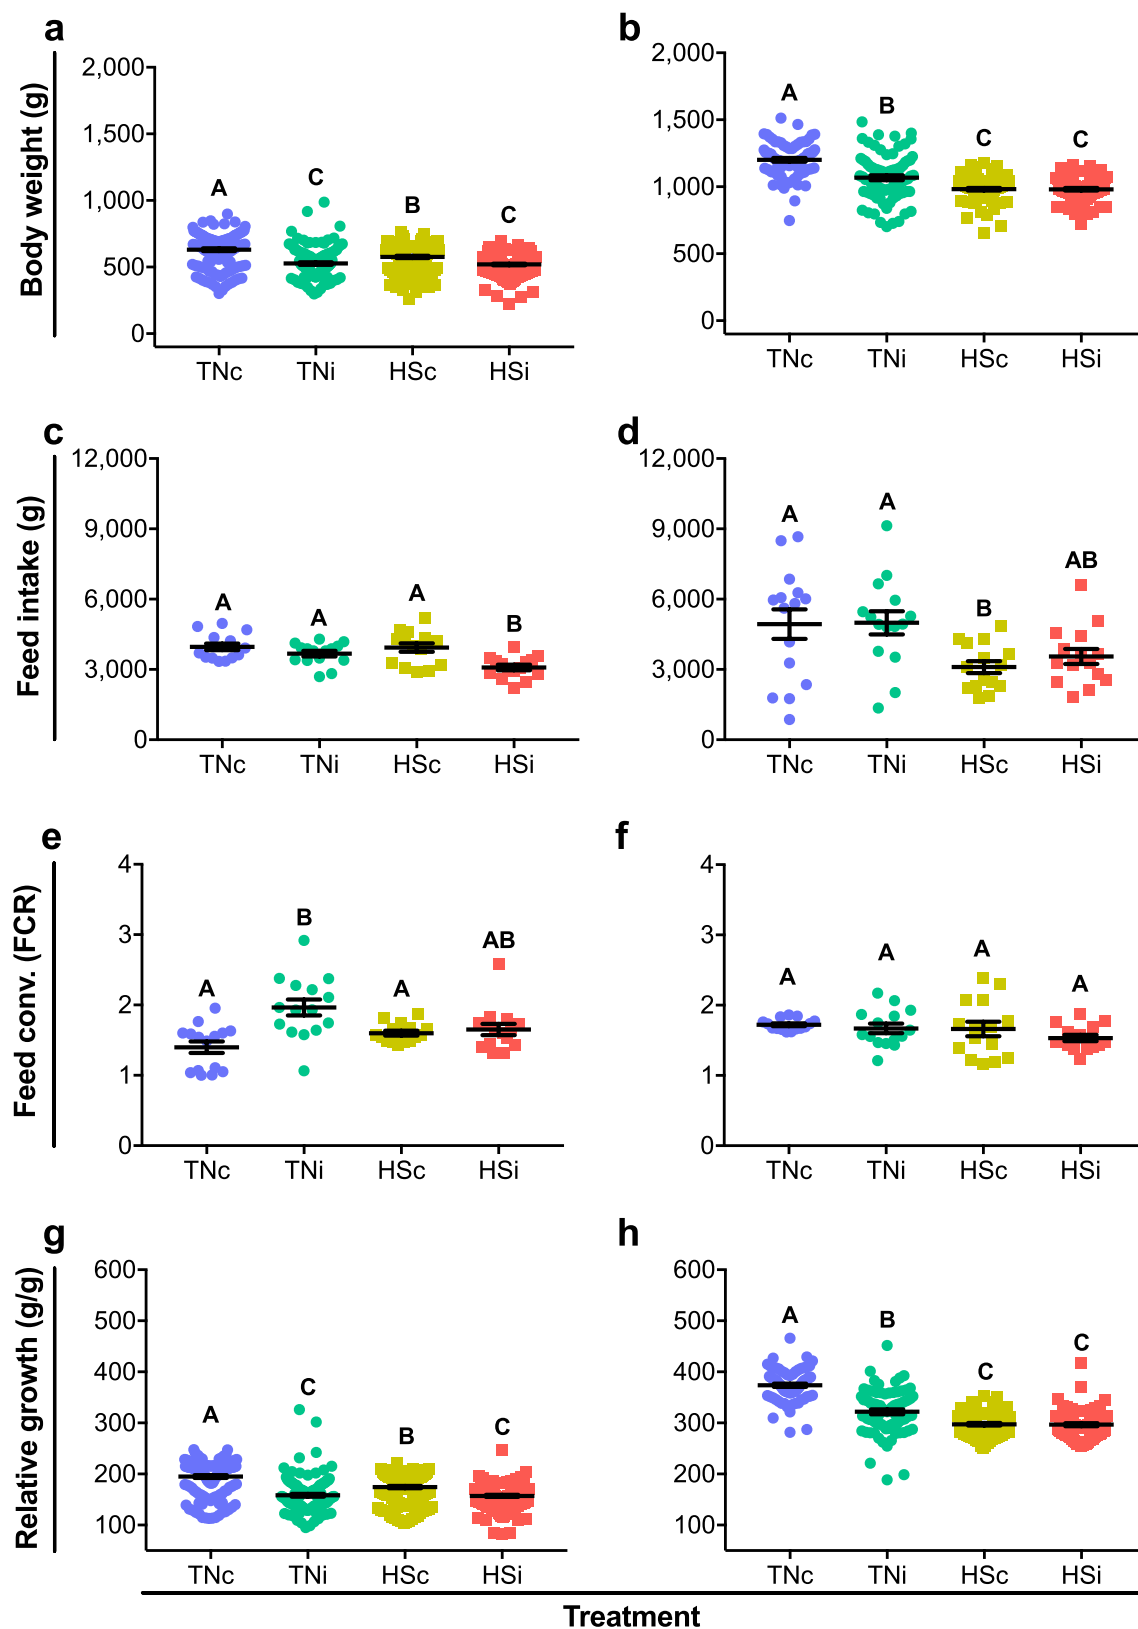 a
Body weight (g)
2,000
1,500
1,000
500
0
A
C
B
C
TNc TNi HSc HSi
b
2,000
1,500
1,000
500
0
A
B
C
C
TNc TNi HSc HSi
c
Feed intake (g)
12,000
9,000
6,000
3,000
0
A
A
A
B
TNc TNi HSc HSi
d
12,000
9,000
6,000
3,000
0
A
A
B
AB
TNc TNi HSc HSi
e
Feed conv. (FCR)
4
3
2
1
0
A
B
A
AB
TNc TNi HSc HSi
f
4
3
2
1
0
A
A
A
A
TNc TNi HSc HSi
g
Relative growth (g/g)
600
500
400
300
200
100
A
C
B
C
TNc TNi HSc HSi
h
600
500
400
300
200
100
A
B
C
C
TNc TNi HSc HSi
Treatment